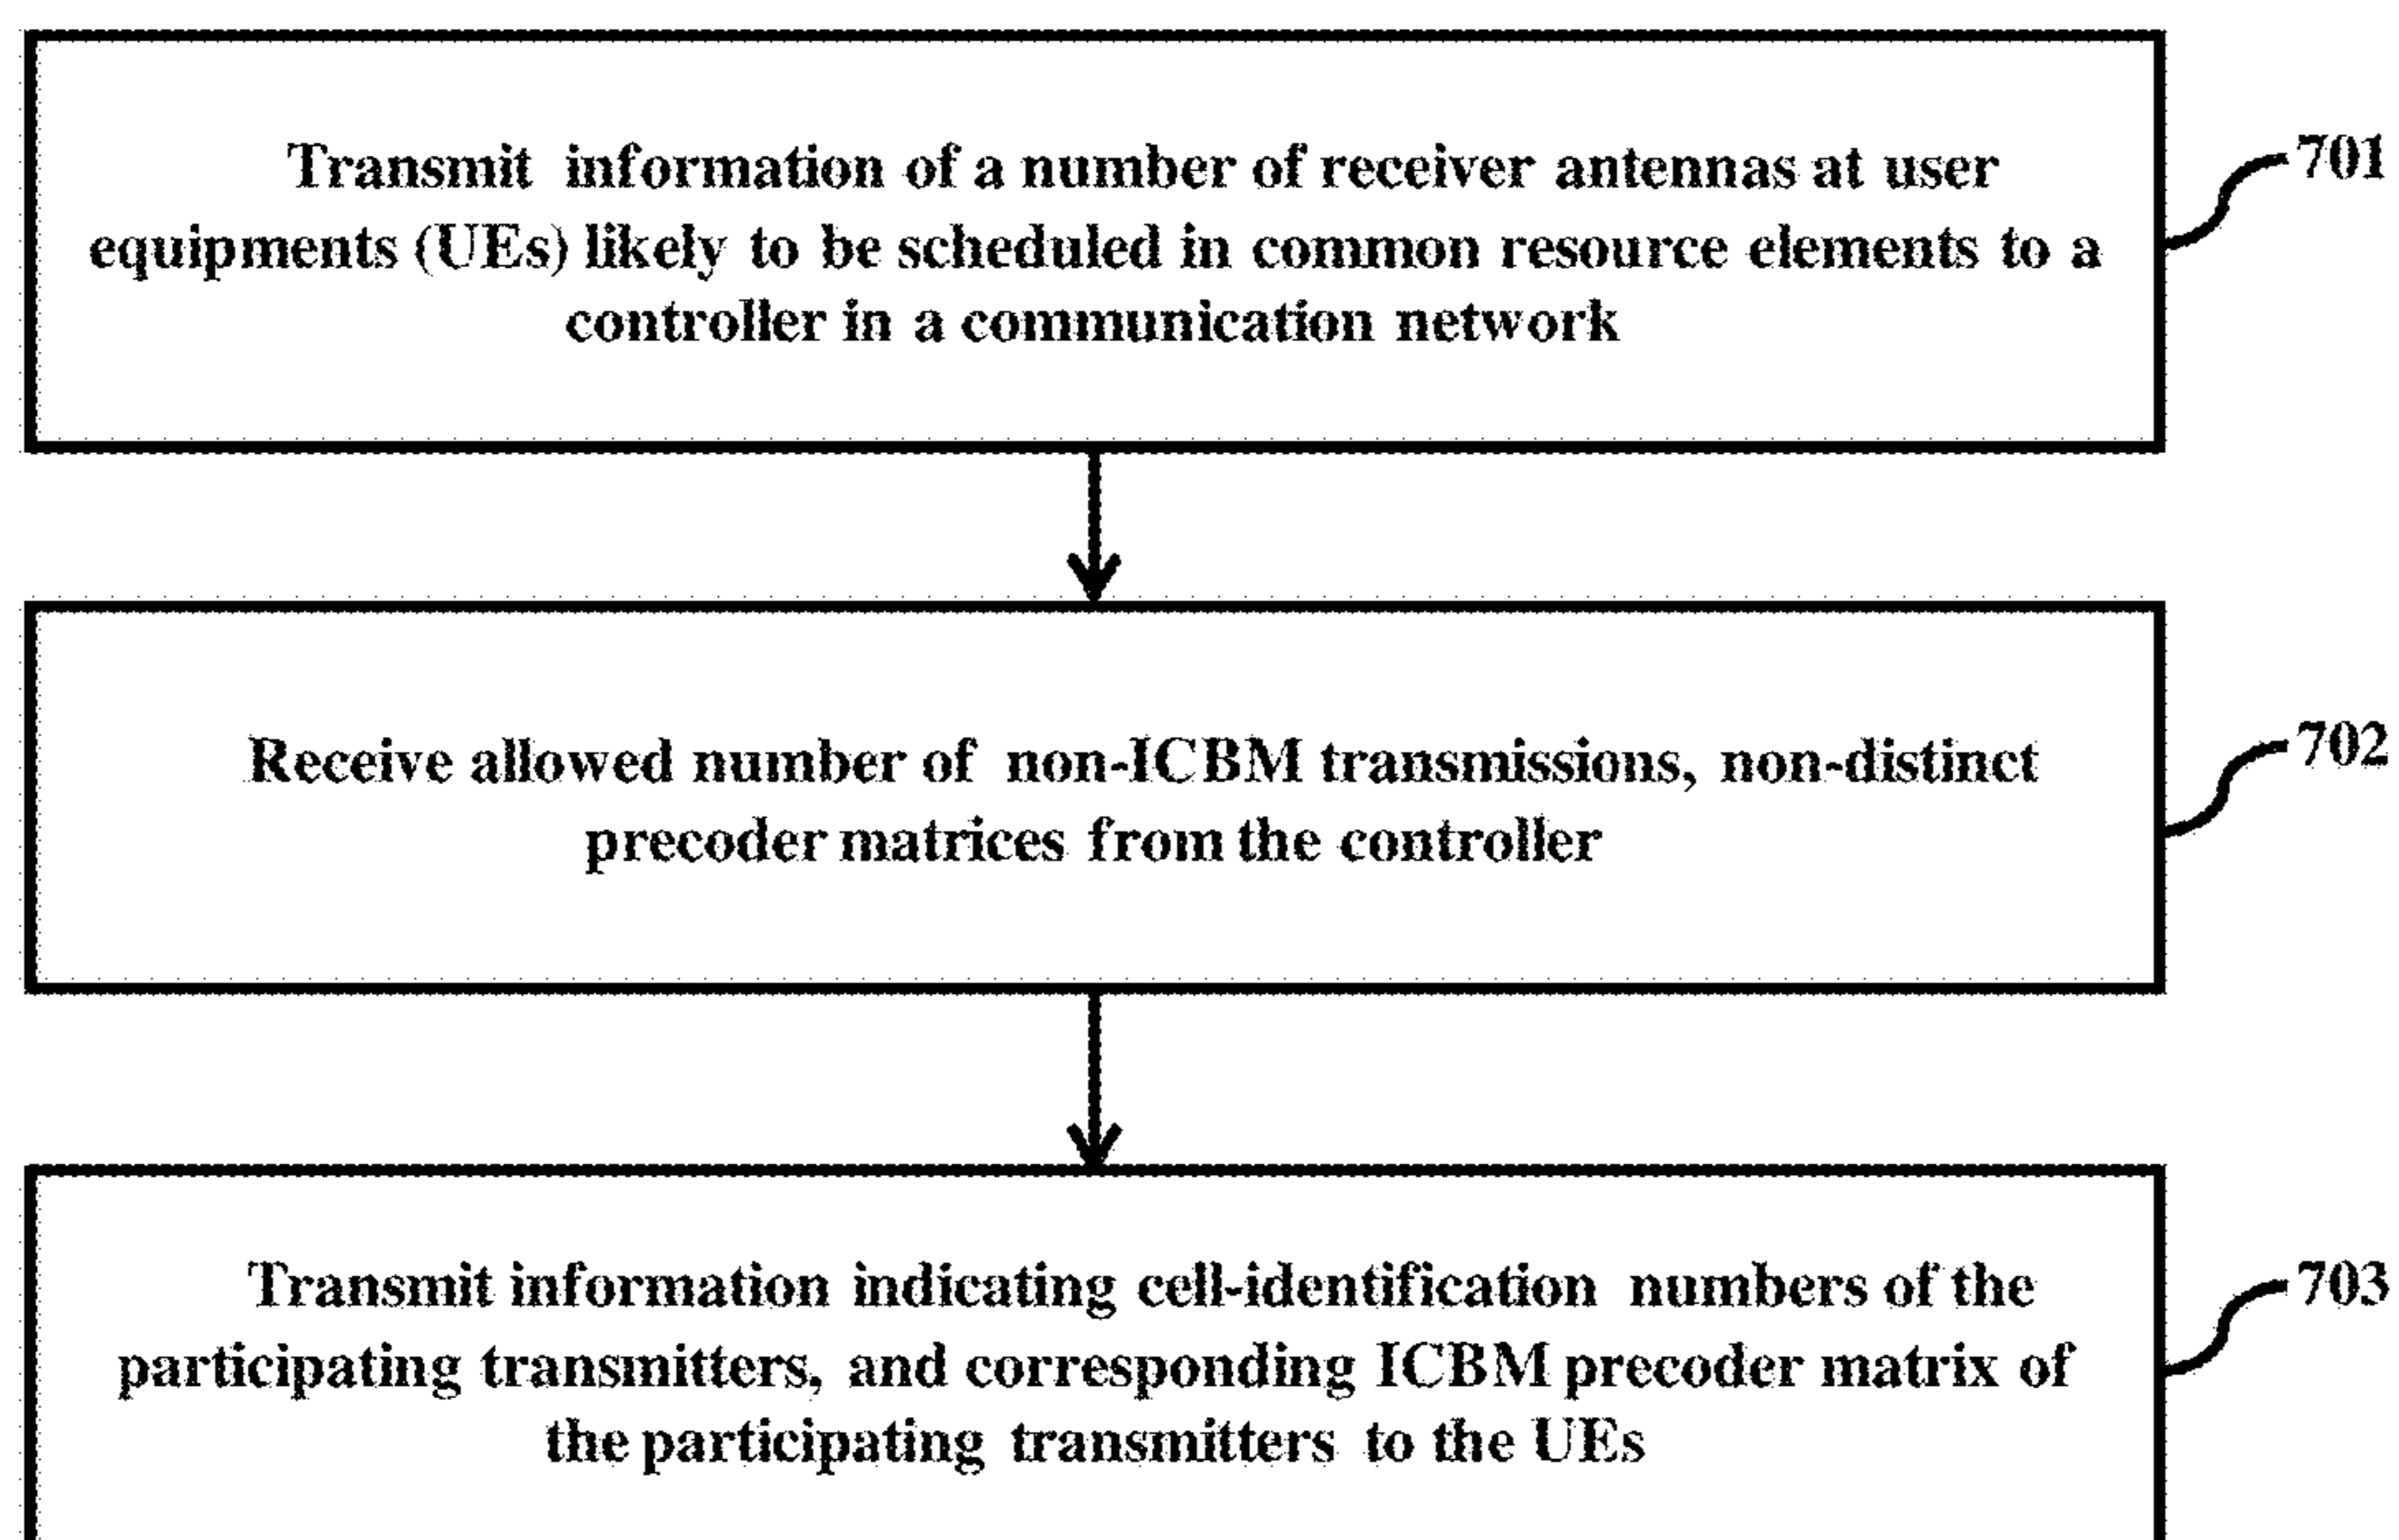 Transmit information of a number of receiver antennas at user
equipments (UEs) likely to be scheduled in common resource elements to a
controller in a communication network
701
Receive allowed number of non-ICBM transmissions, non-distinct
precoder matrices from the controller
702
Transmit information indicating cell-identification numbers of the
participating transmitters, and corresponding ICBM precoder matrix of
the participating transmitters to the UEs
703